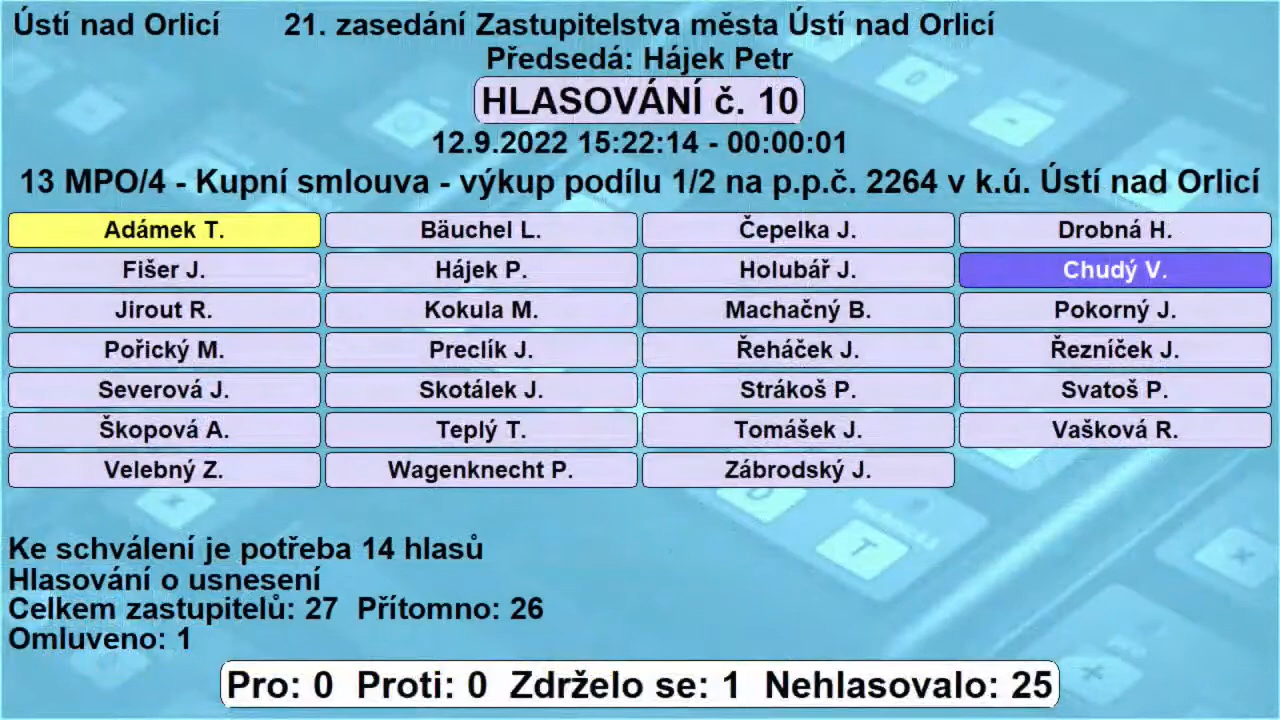 Ústí nad Orlicí 21. zasedání Zastupitelstva města Ústí nad Orlicí
Předsedá: Hájek Petr
HLASOVÁNÍ č. 10
12.9.2022 15:22:14 - 00:00:01
13 MPO/4 - Kupní smlouva - výkup podílu 1/2 na p.p.č. 2264 v k.ú. Ústí nad Orlicí
Adámek T. Bäuchel L. Čepelka J. Drobná H.
Fišer J. Hájek P. Holubář J. Chudý V.
Jirout R. Kokula M. Machačný B. Pokorný J.
Pořický M. Preclík J. Řeháček J. Řezníček J.
Severová J. Skotálek J. Strákoš P. Svatoš P.
Škopová A. Teplý T. Tomášek J. Vašková R.
Velebný Z. Wagenknecht P. Zábrodský J.
Ke schválení je potřeba 14 hlasů
Hlasování o usnesení
Celkem zastupitelů: 27 Přítomno: 26
Omluveno: 1
Pro: 0 Proti: 0 Zdrželo se: 1 Nehlasovalo: 25